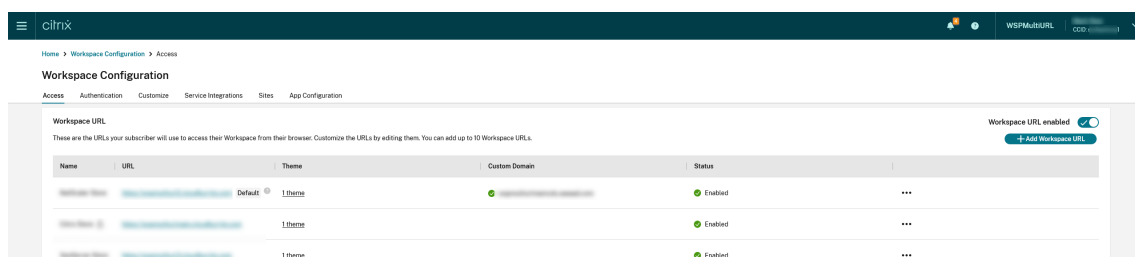 citrix
WSPMultiURL
CCID:
Home > Workspace Configuration > Access
Workspace Configuration
Access Authentication Customize Service Integrations Sites App Configuration
Workspace URL
Workspace URL enabled
These are the URLs your subscriber will use to access their Workspace from their browser. Customize the URLs by editing them. You can add up to 10 Workspace URLs.
+ Add Workspace URL
Name URL Theme Custom Domain Status
Default 1 theme Enabled
1 theme Enabled
1 theme Enabled